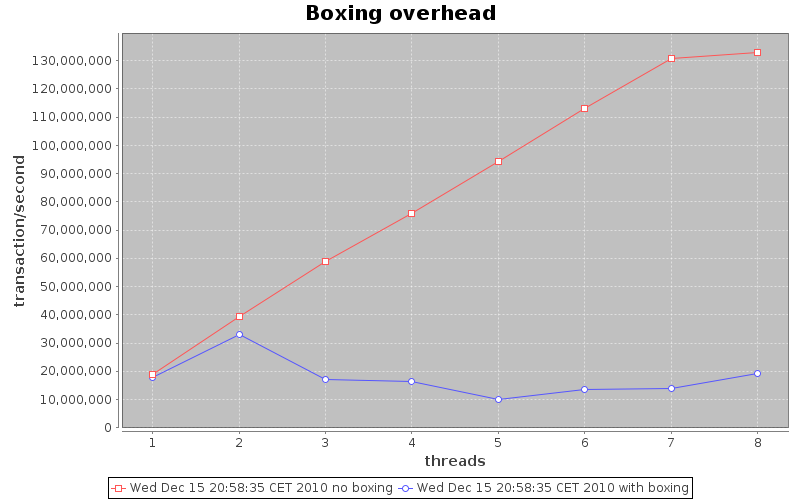 Boxing overhead
transaction/second
130,000,000
120,000,000
110,000,000
100,000,000
90,000,000
80,000,000
70,000,000
60,000,000
50,000,000
40,000,000
30,000,000
20,000,000
10,000,000
0
1 2 3 4 5 6 7 8
threads
Wed Dec 15 20:58:35 CET 2010 no boxing Wed Dec 15 20:58:35 CET 2010 with boxing